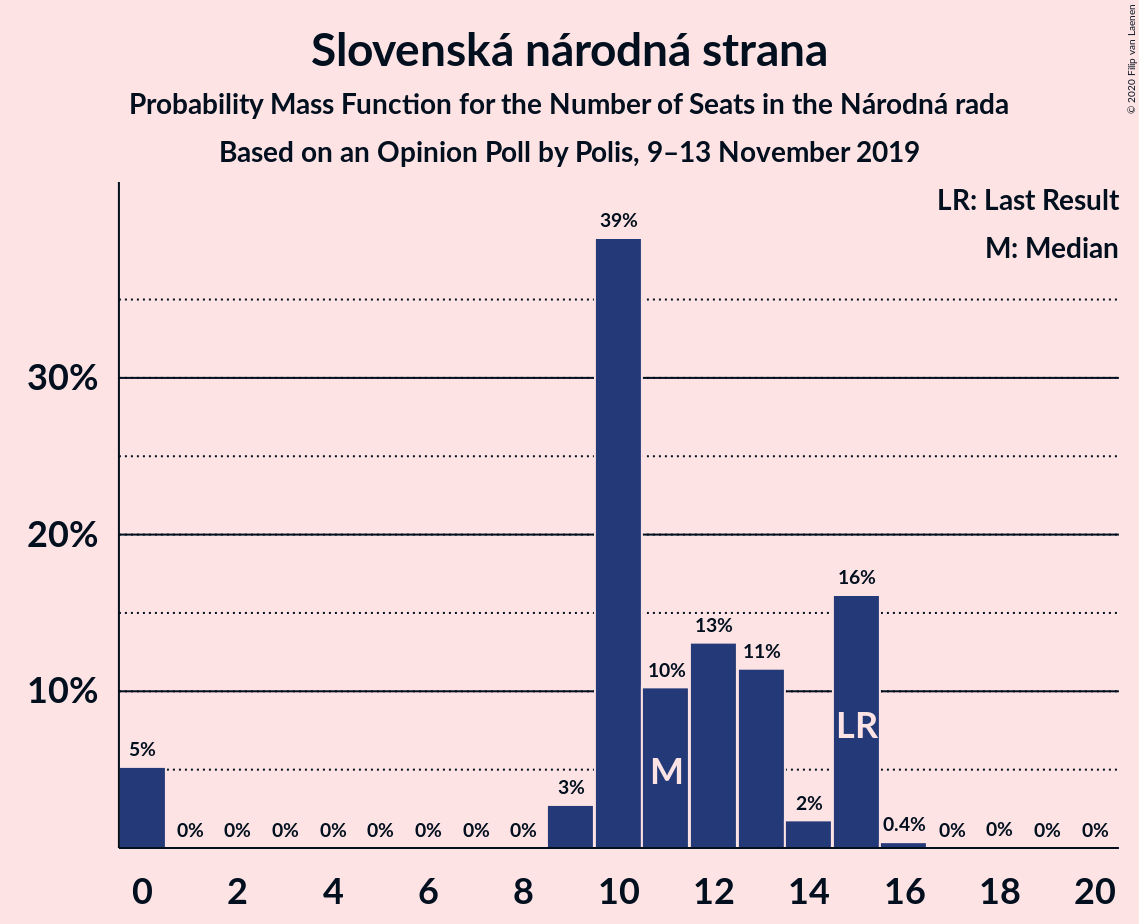 Slovenská národná strana
Probability Mass Function for the Number of Seats in the Národná rada
Based on an Opinion Poll by Polis, 9–13 November 2019
© 2020 Filip van Laenen
LR: Last Result
M: Median
39%
30%
20%
16%
13%
11%
10%
10%
LR
5%
M
3%
2%
0% 0% 0% 0% 0% 0% 0% 0% 0.4% 0% 0% 0% 0%
0 2 4 6 8 10 12 14 16 18 20